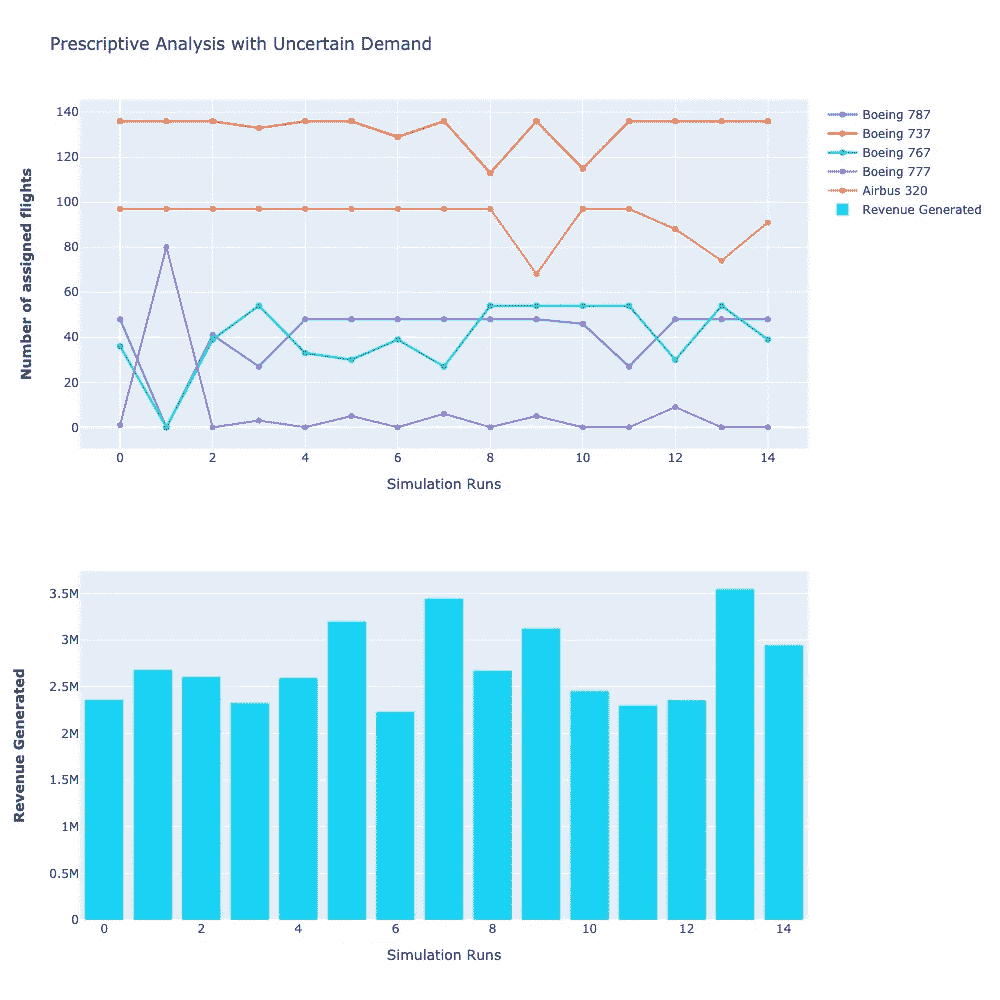 Prescriptive Analysis with Uncertain Demand
140
120
100
80
60
40
20
0
Number of assigned flights
0 2 4 6 8 10 12 14
Simulation Runs
Boeing 787
Boeing 737
Boeing 767
Boeing 777
Airbus 320
Revenue Generated
3.5M
3M
2.5M
2M
1.5M
1M
0.5M
0
Revenue Generated
0 2 4 6 8 10 12 14
Simulation Runs